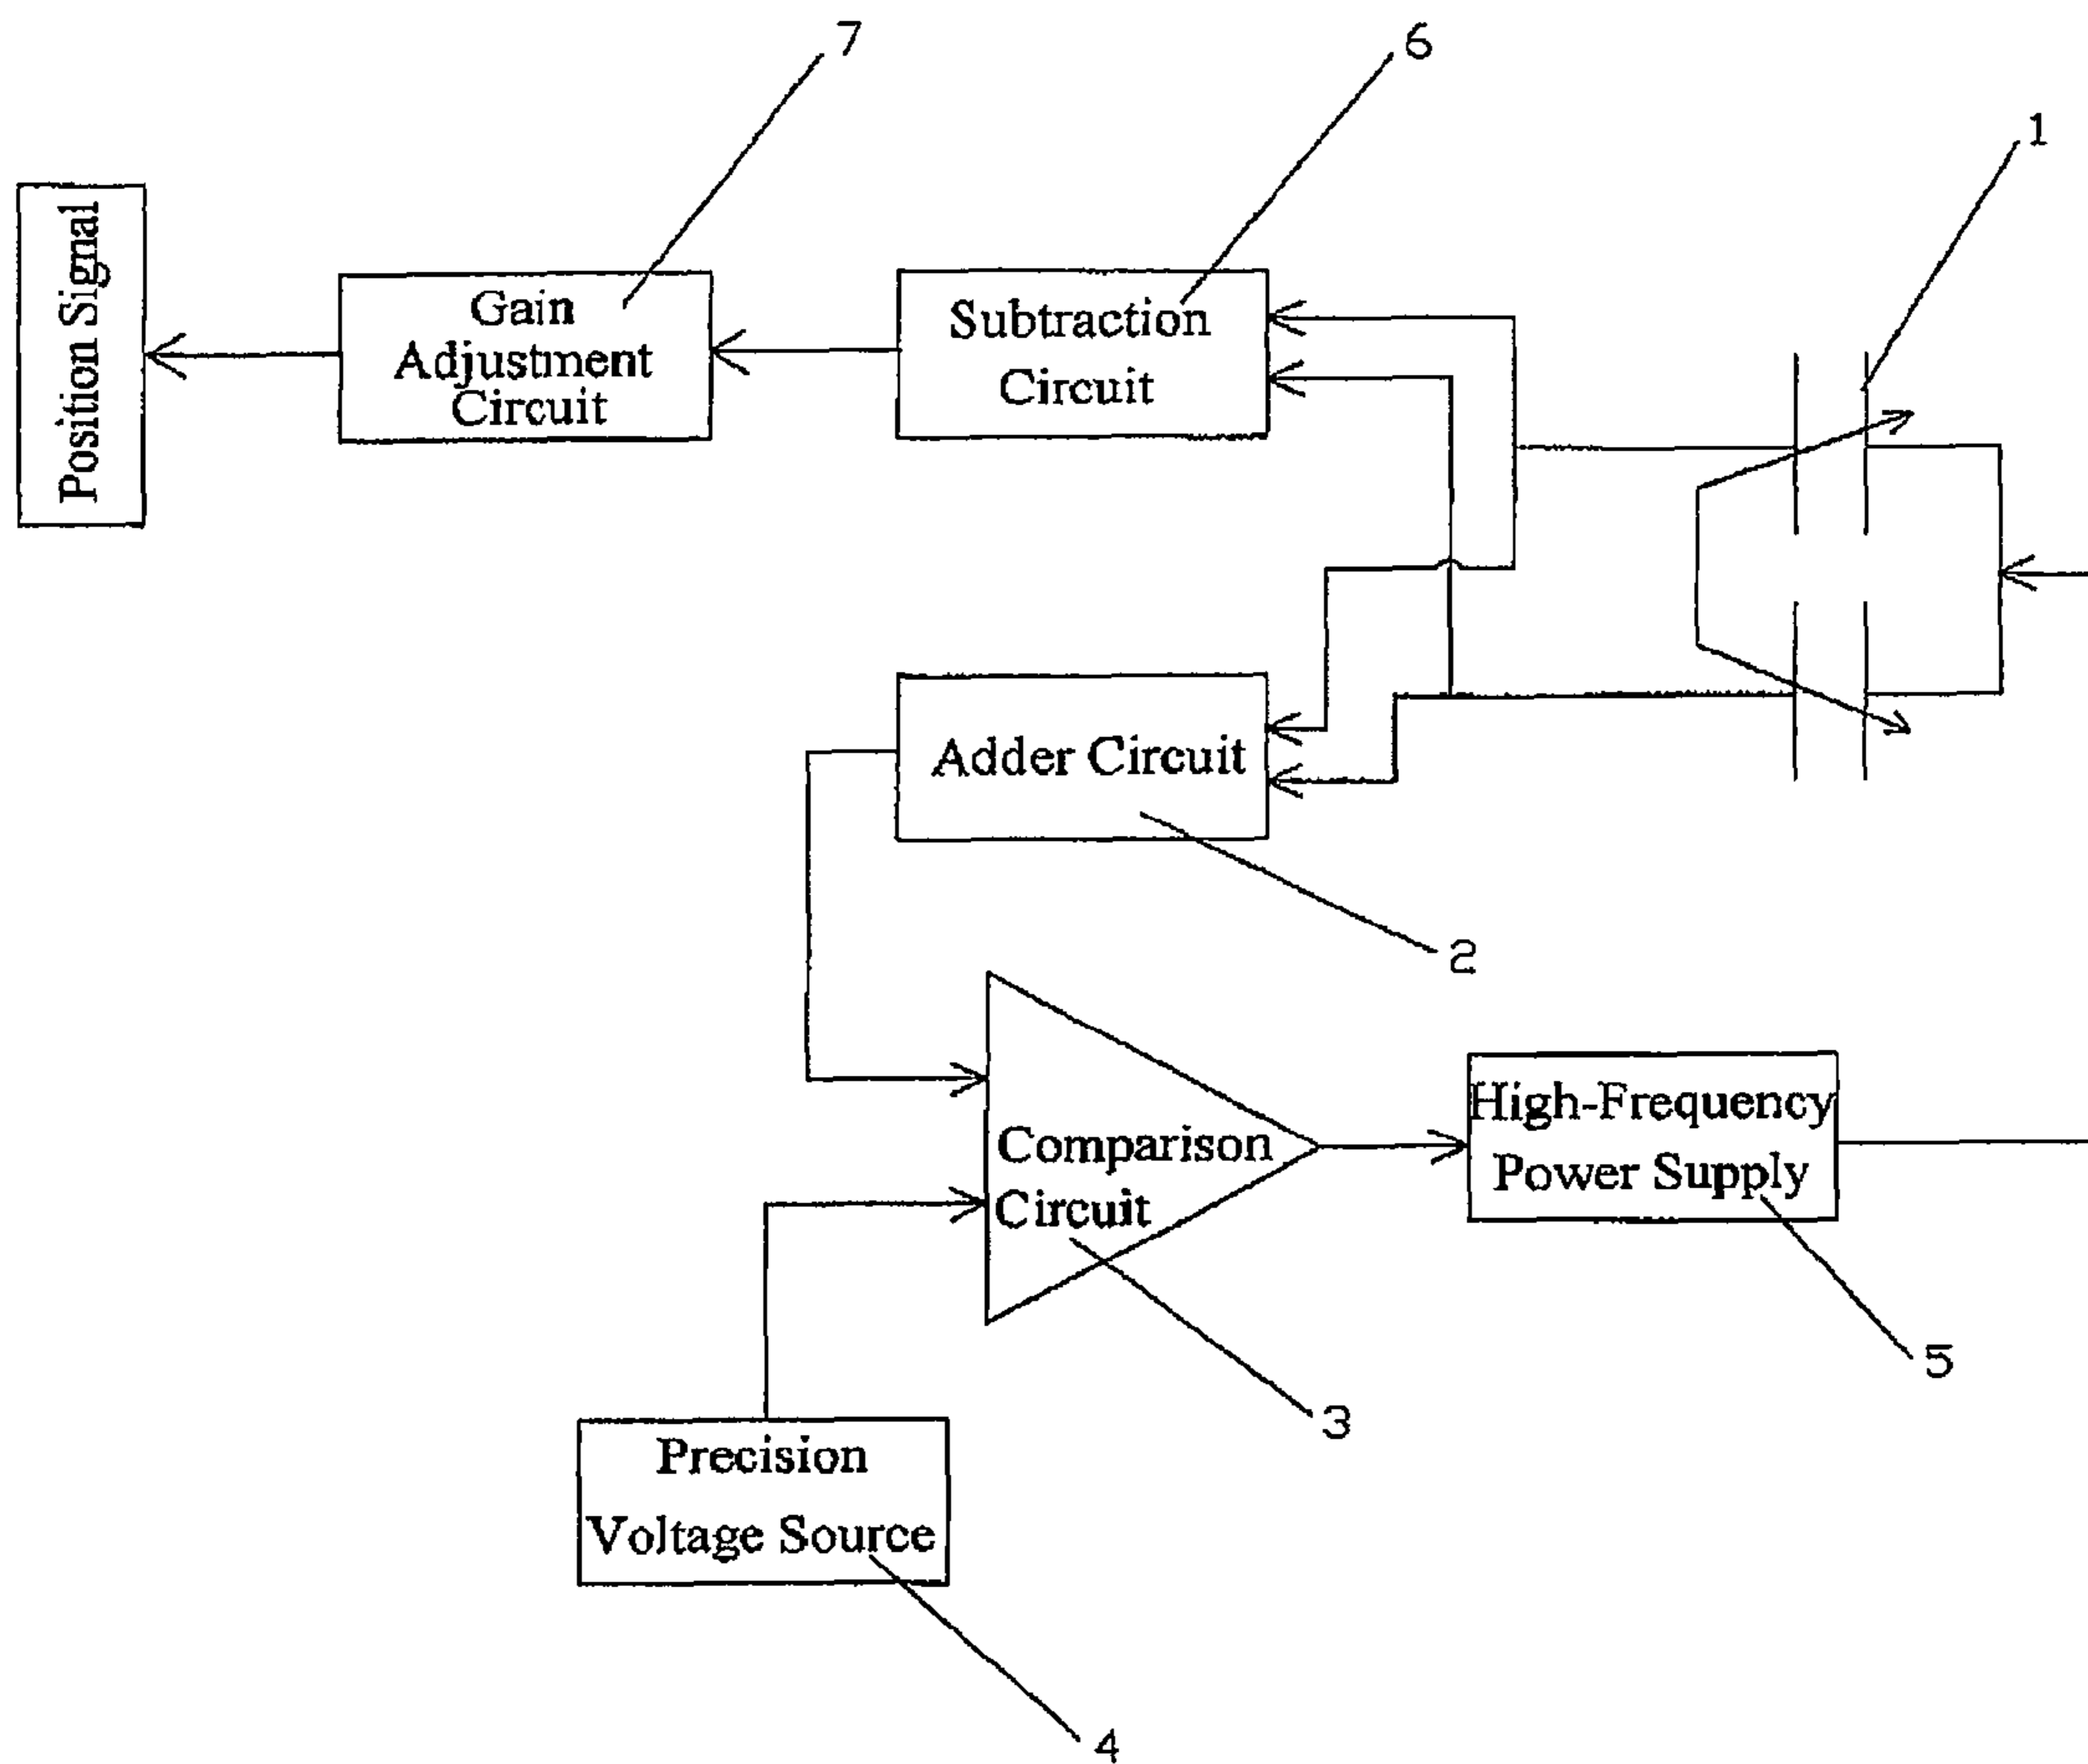 7
6
1
Position Signal
Gain
Adjustment
Circuit
Subtraction
Circuit
Adder Circuit
2
Comparison
Circuit
High-Frequency
Power Supply
5
3
Precision
Voltage Source
4